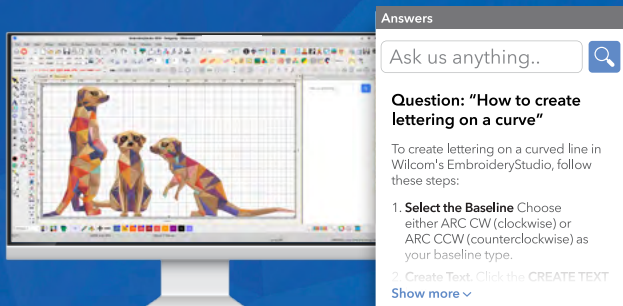 Answers
Ask us anything..
Question: “How to create
lettering on a curve”
To create lettering on a curved line in
Wilcom's EmbroideryStudio, follow
these steps:
1. Select the Baseline Choose
either ARC CW (clockwise) or
ARC CCW (counterclockwise) as
your baseline type.
2. Create Text. Click the CREATE TEXT
Show more